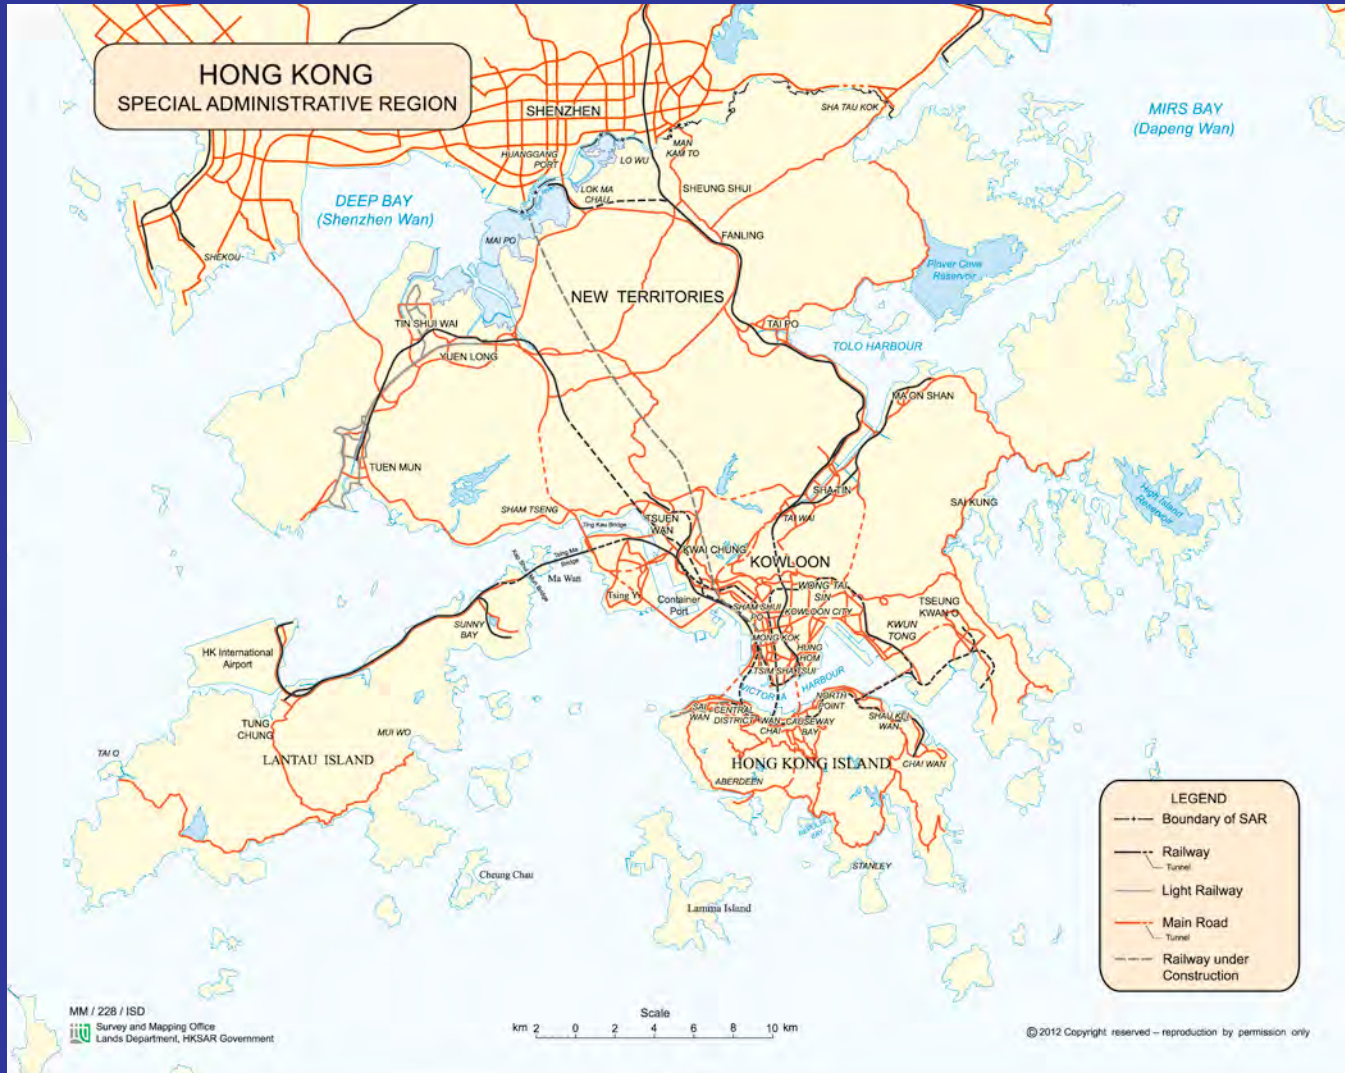 HONG KONG
SPECIAL ADMINISTRATIVE REGION
SHENZHEN
SHA TAU KOK
MIRS BAY
(Dapeng Wan)
HUANGGANG
PORT
LO WU
MAN
KAM TO
DEEP BAY
(Shenzhen Wan)
LOK MA
CHAU
SHEUNG SHUI
MAI PO
FANLING
SHEKOU
Plover Cove
Reservoir
NEW TERRITORIES
TIN SHUI WAI
TAI PO
YUEN LONG
TOLO HARBOUR
MA ON SHAN
TUEN MUN
SHA TIN
High Island
Reservoir
SAI KUNG
SHAM TSENG
Ting Kau Bridge
TSUEN
WAN
TAI WAI
KWAI CHUNG
KOWLOON
Tsing Ma
Bridge
Kap Shui Mun Bridge
Ma Wan
Tsing Yi
Container
Port
WONG TAI
SIN
SHAM SHUI
PO
KOWLOON CITY
TSEUNG
KWAN O
SUNNY
BAY
KWUN
TONG
MONG KOK
HUNG
HOM
HK International
Airport
TSIM SHA TSUI
VICTORIA HARBOUR
TUNG
CHUNG
MUI WO
SAI
WAN
CENTRAL
DISTRICT
WAN
CHAI
CAUSEWAY
BAY
NORTH
POINT
SHAU KEI
WAN
TAI O
LANTAU ISLAND
HONG KONG ISLAND
CHAI WAN
ABERDEEN
REPULSE
BAY
STANLEY
Cheung Chau
Lamma Island
LEGEND
Boundary of SAR
Railway
Tunnel
Light Railway
Main Road
Tunnel
Railway under
Construction
MM / 228 / ISD
Survey and Mapping Office
Lands Department, HKSAR Government
Scale
km 2 0 2 4 6 8 10 km
© 2012 Copyright reserved – reproduction by permission only